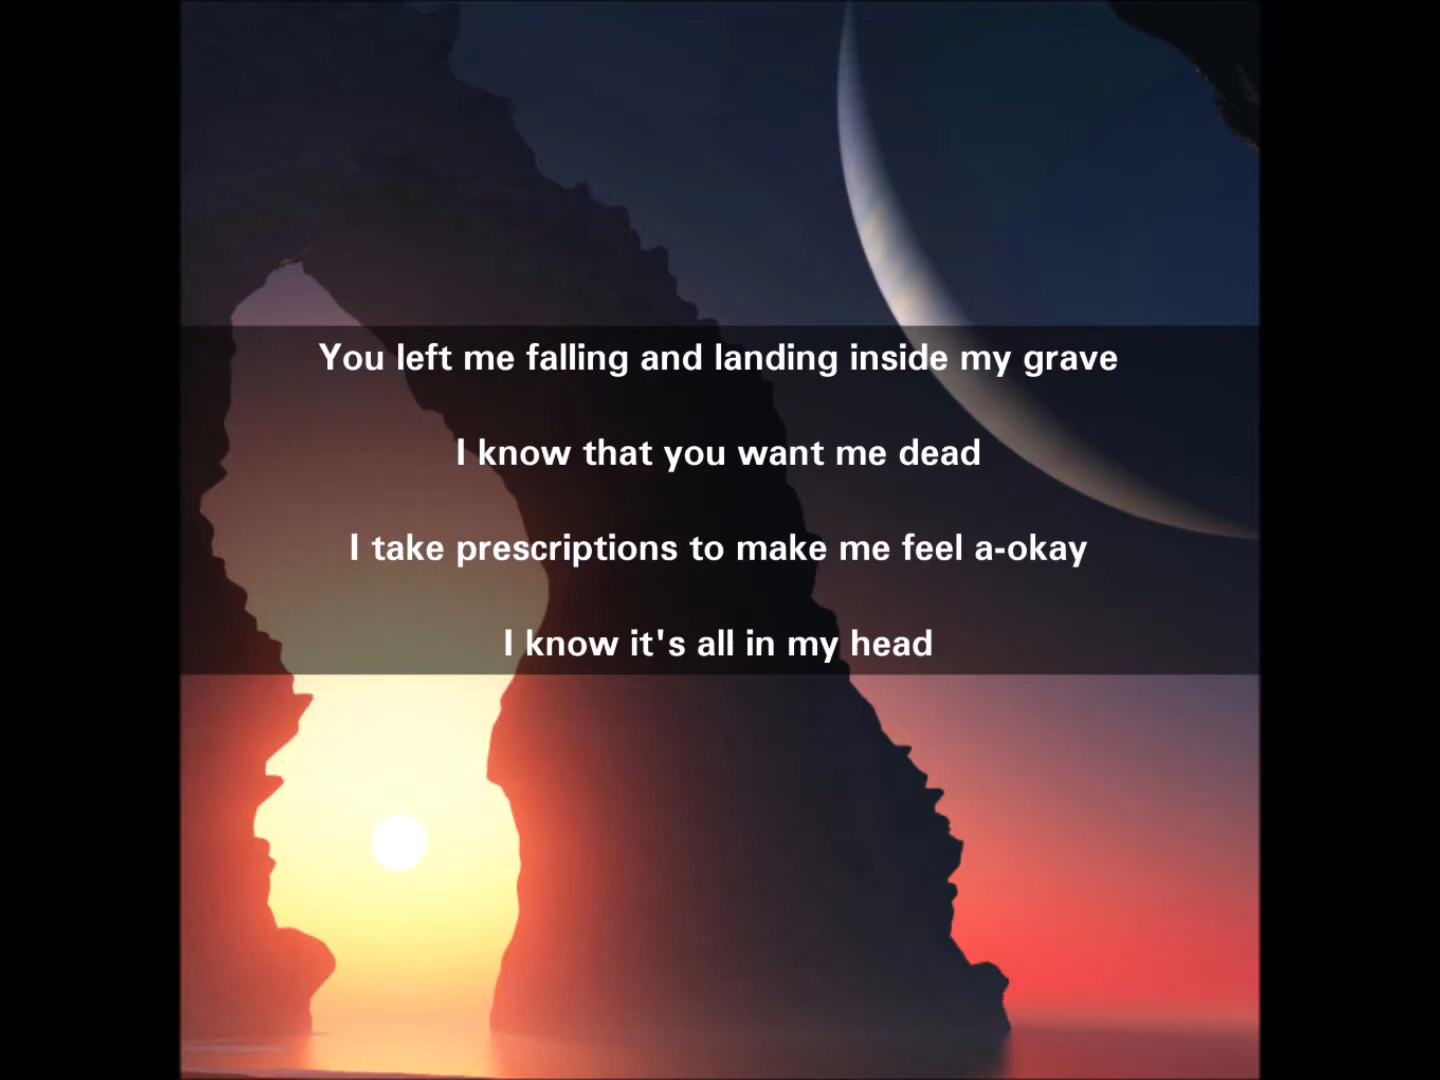 You left me falling and landing inside my grave
I know that you want me dead
I take prescriptions to make me feel a-okay
I know it's all in my head